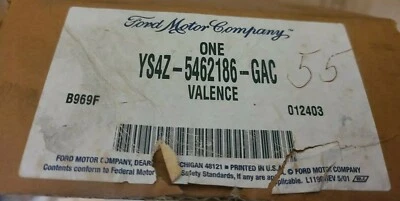 Ford Motor Company,
ONE
YS4Z-5462186-GAC
55
VALENCE
B969F
012403
FORD MOTOR COMPANY, DEAR MICHIGAN 48121 PRINTED IN U.S.A. © FORD MOTOR COMPANY
Contents conform to Federal Motor Safety Standards, If any are applicable. REV 5/01